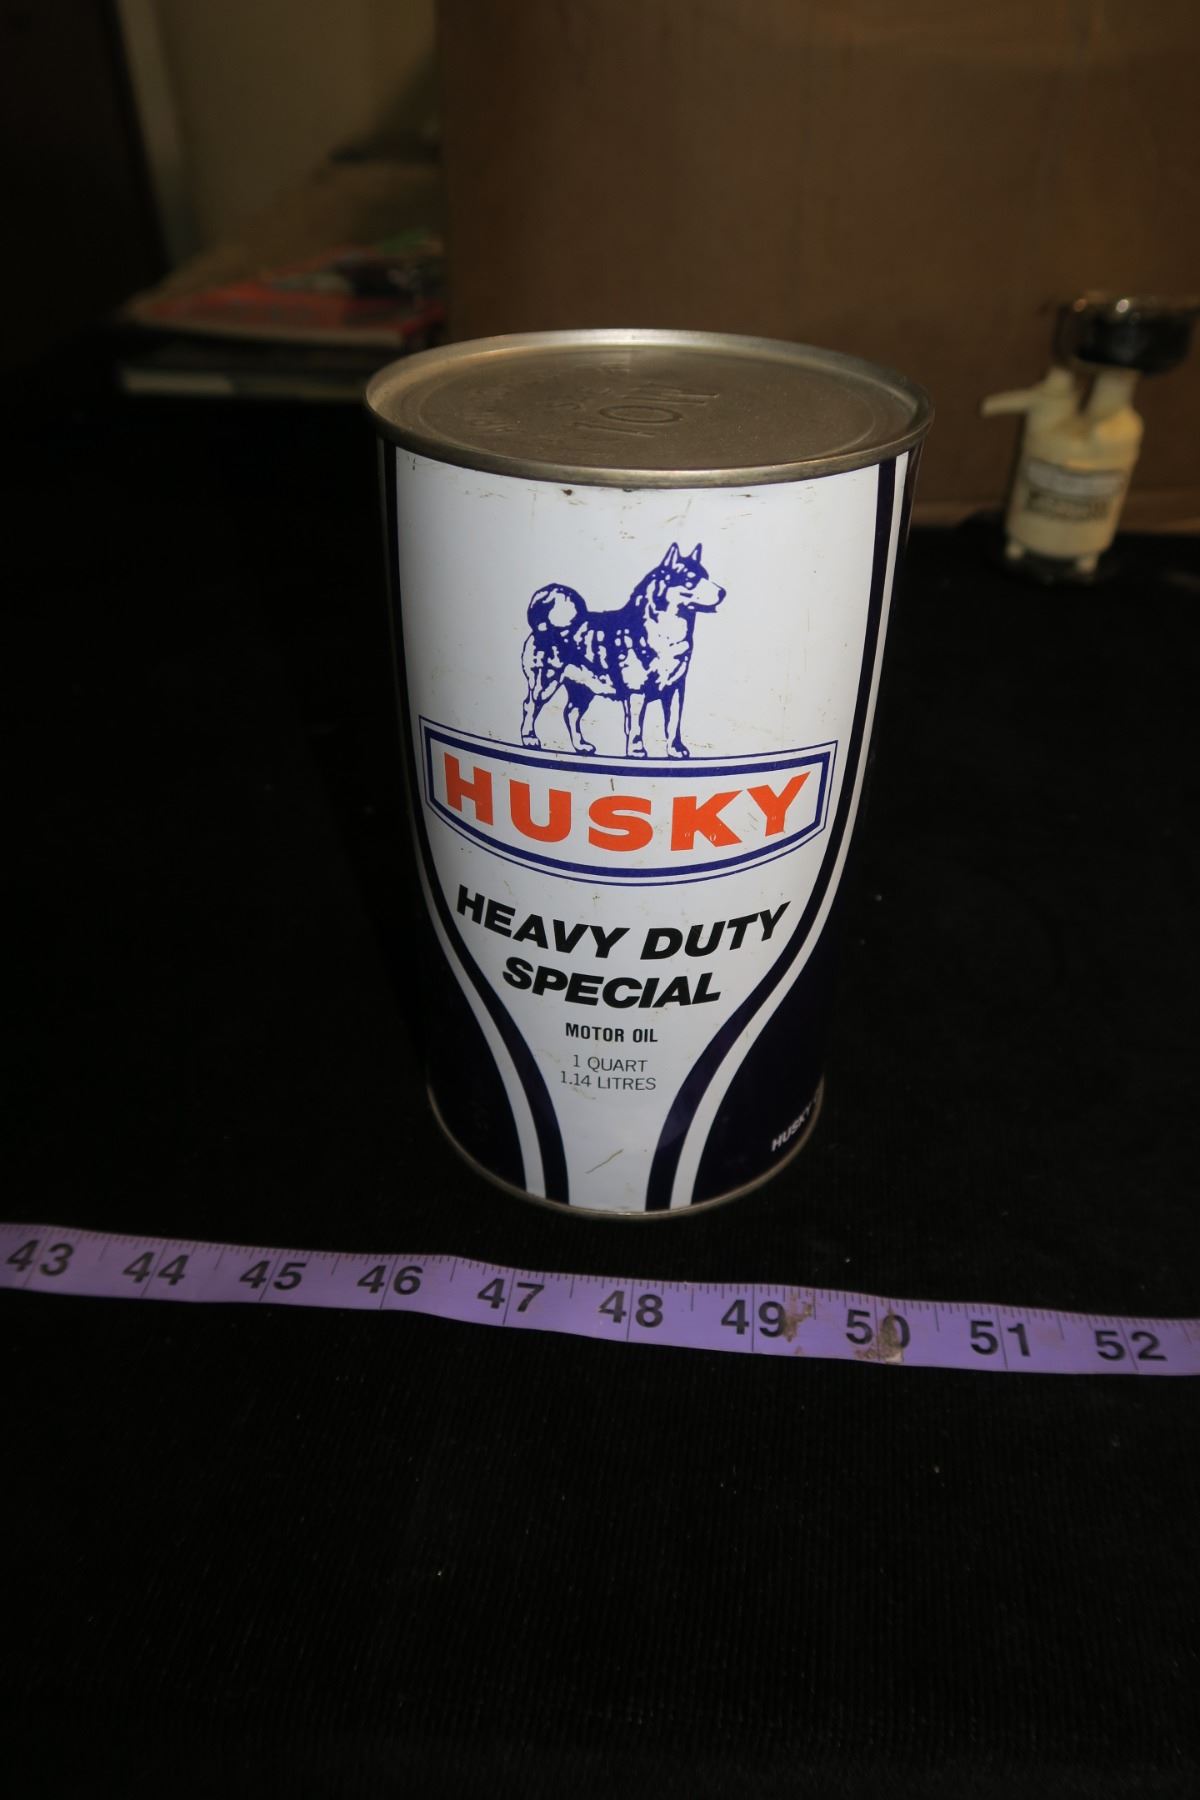 HUSKY
HEAVY DUTY
SPECIAL
MOTOR OIL
1 QUART
1.14 LITRES
HUSKY
43 44 45 46 47 48 49 50 51 52